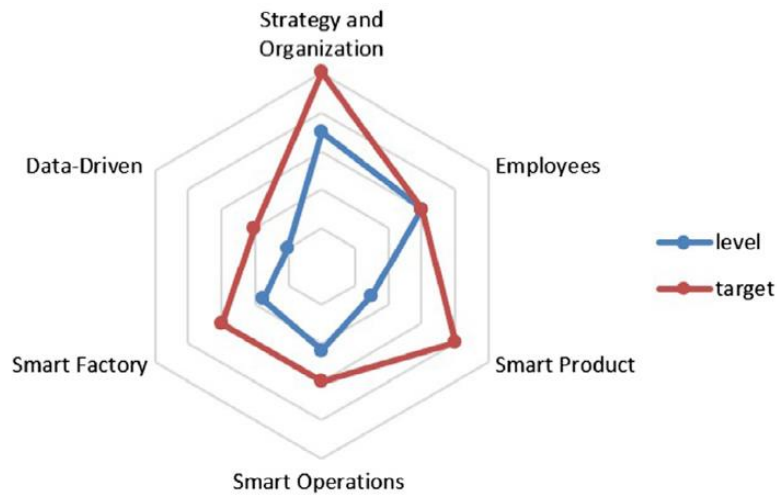 Strategy and
Organization
Data-Driven
Employees
level
target
Smart Factory
Smart Product
Smart Operations